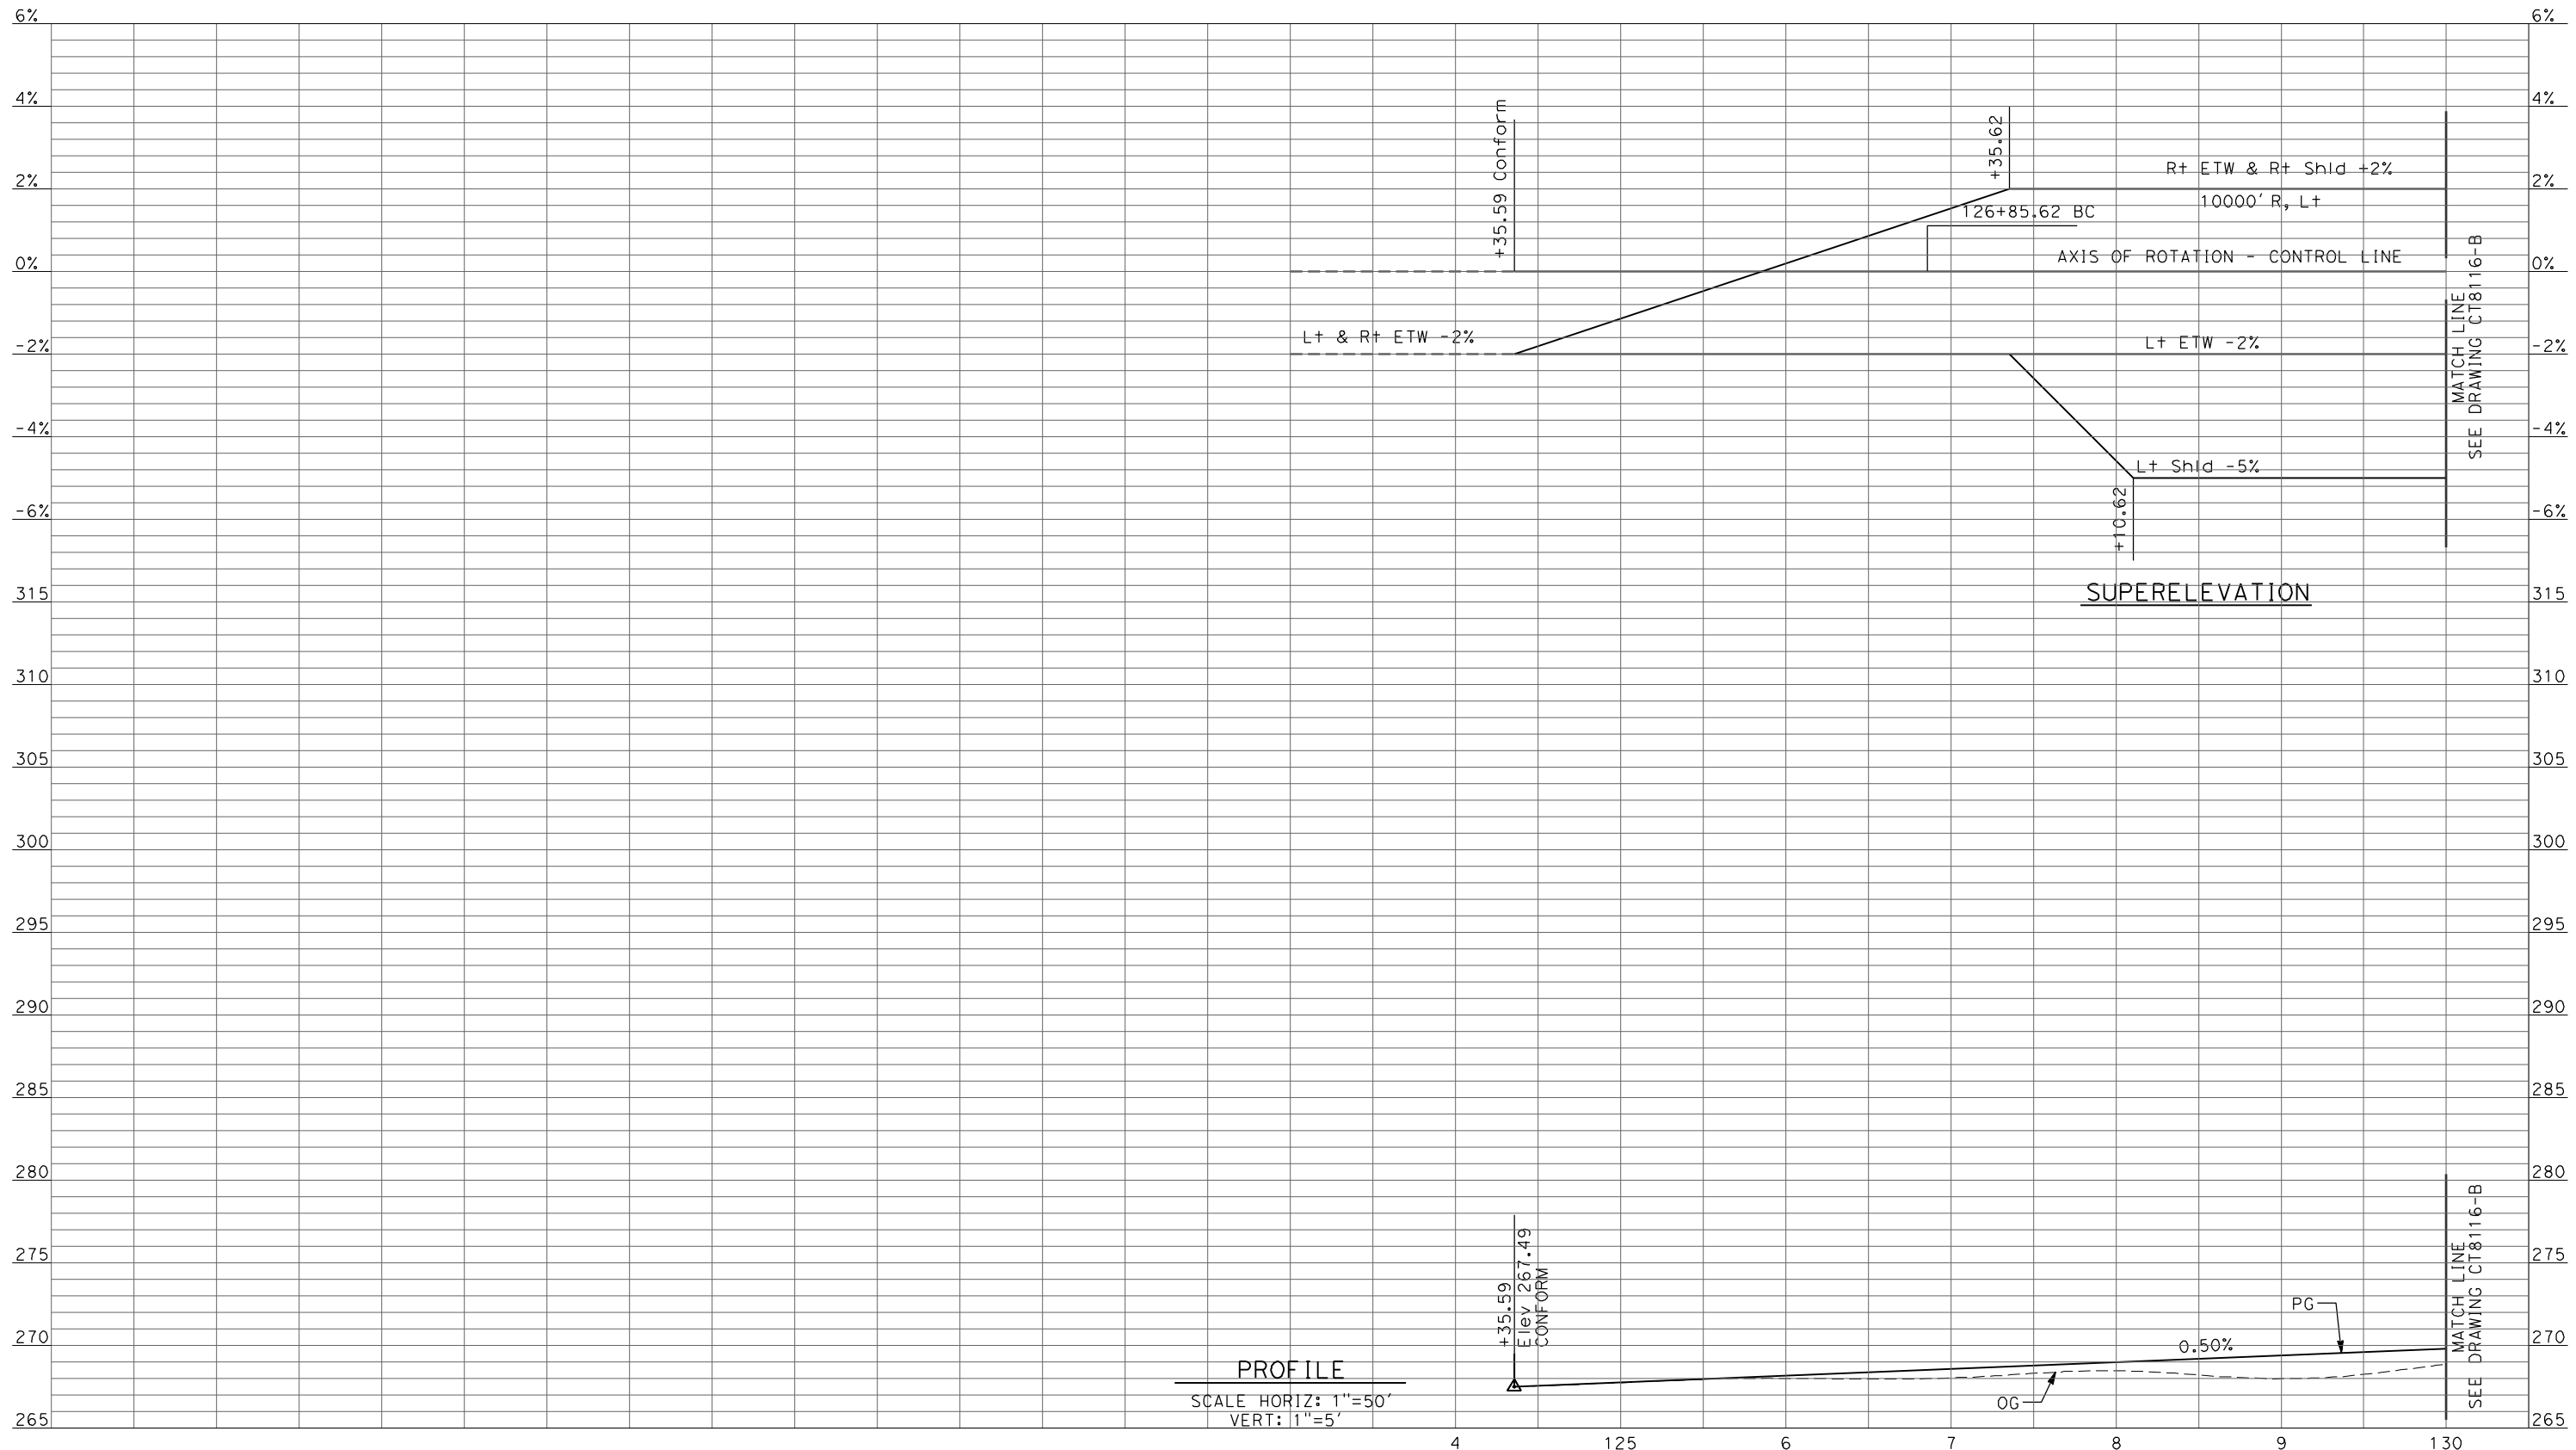 6% 6%
4% 4%
2% 2%
0% 0%
-2% -2%
-4% -4%
-6% -6%
+35.59 Conform
+35.62
Rt ETW & Rt Shld +2%
10000' R, Lt
126+85.62 BC
AXIS OF ROTATION - CONTROL LINE
Lt & Rt ETW -2%
Lt ETW -2%
Lt Shld -5%
+10.62
MATCH LINE
SEE DRAWING CT8116-B
SUPERELEVATION
315 315
310 310
305 305
300 300
295 295
290 290
285 285
280 280
275 275
270 270
265 265
+35.59
Elev 267.49
CONFORM
PG
0.50%
OG
MATCH LINE
SEE DRAWING CT8116-B
PROFILE
SCALE HORIZ: 1"=50'
VERT: 1"=5'
4 125 6 7 8 9 130